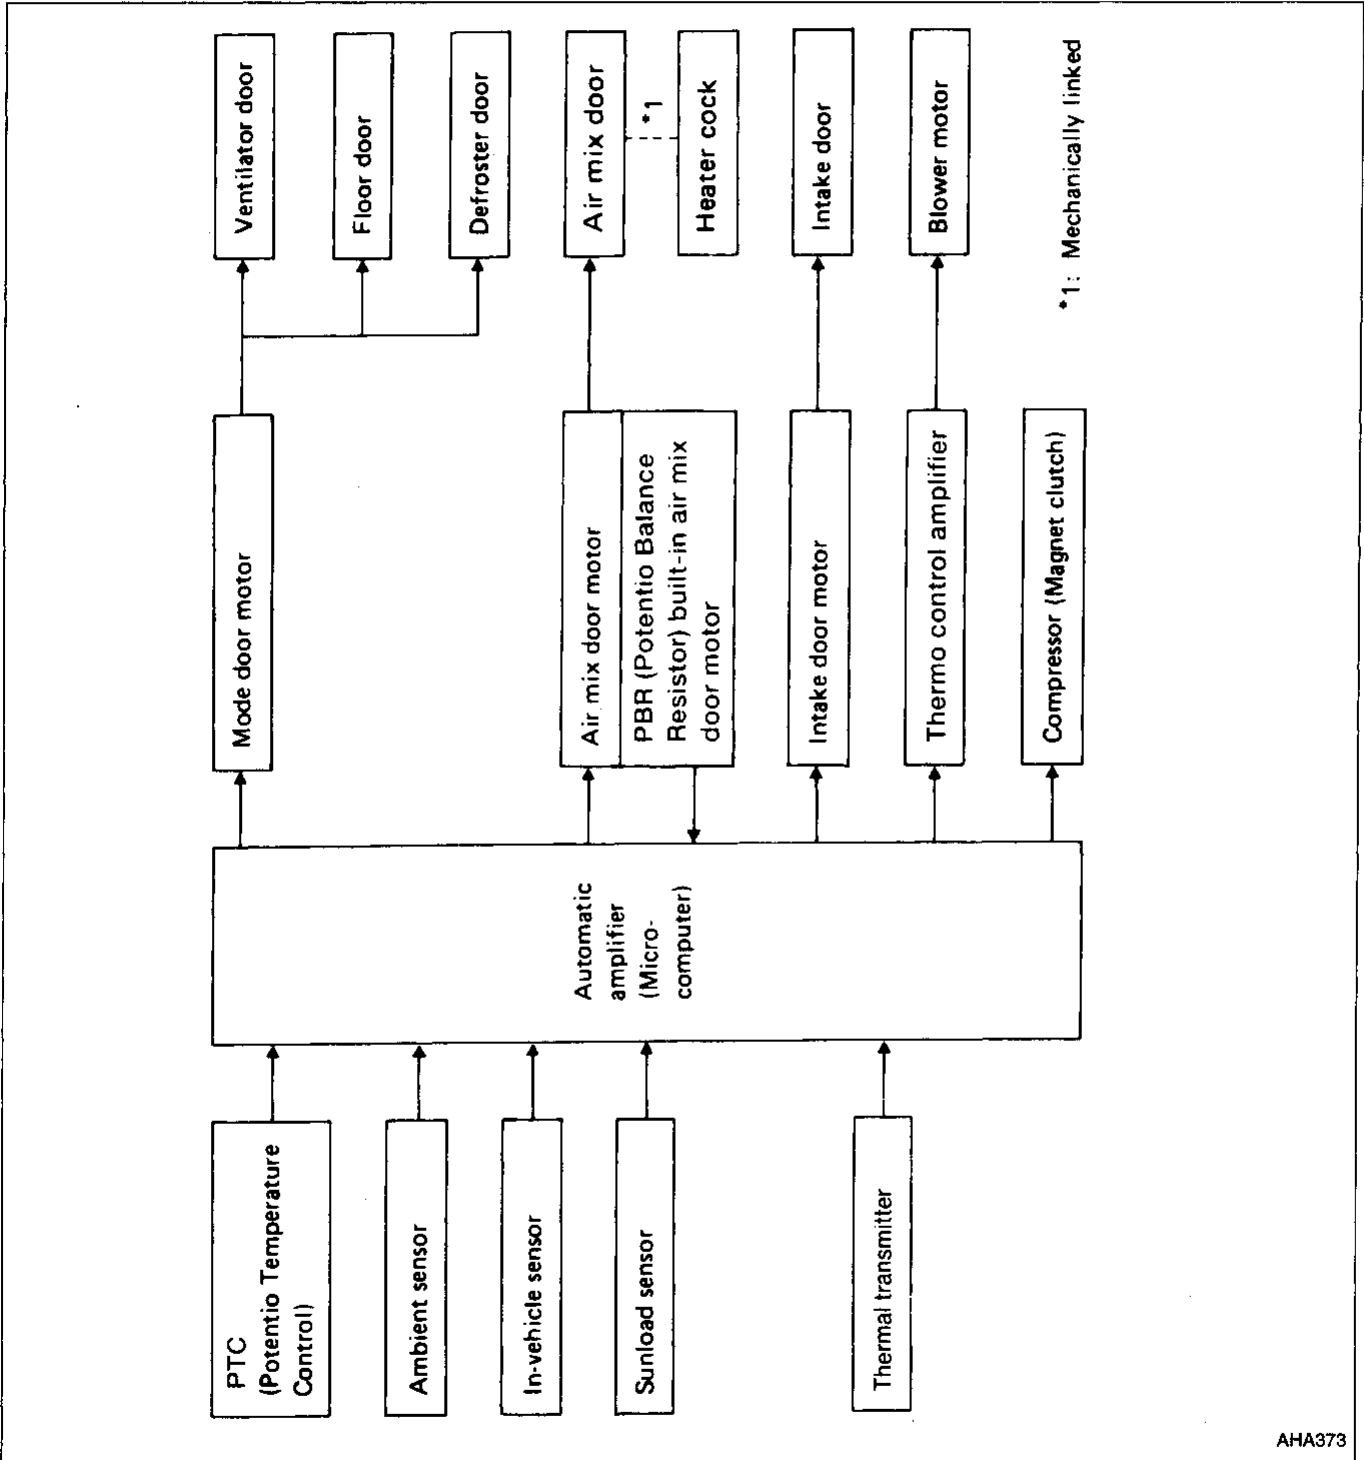 PTC
(Potentio Temperature
Control)
Ambient sensor
In-vehicle sensor
Sunload sensor
Thermal transmitter
Automatic
amplifier
(Micro-
computer)
Mode door motor
Air mix door motor
PBR (Potentio Balance
Resistor) built-in air mix
door motor
Intake door motor
Thermo control amplifier
Compressor (Magnet clutch)
Ventilator door
Floor door
Defroster door
Air mix door
*1
Heater cock
Intake door
Blower motor
*1: Mechanically linked
AHA373